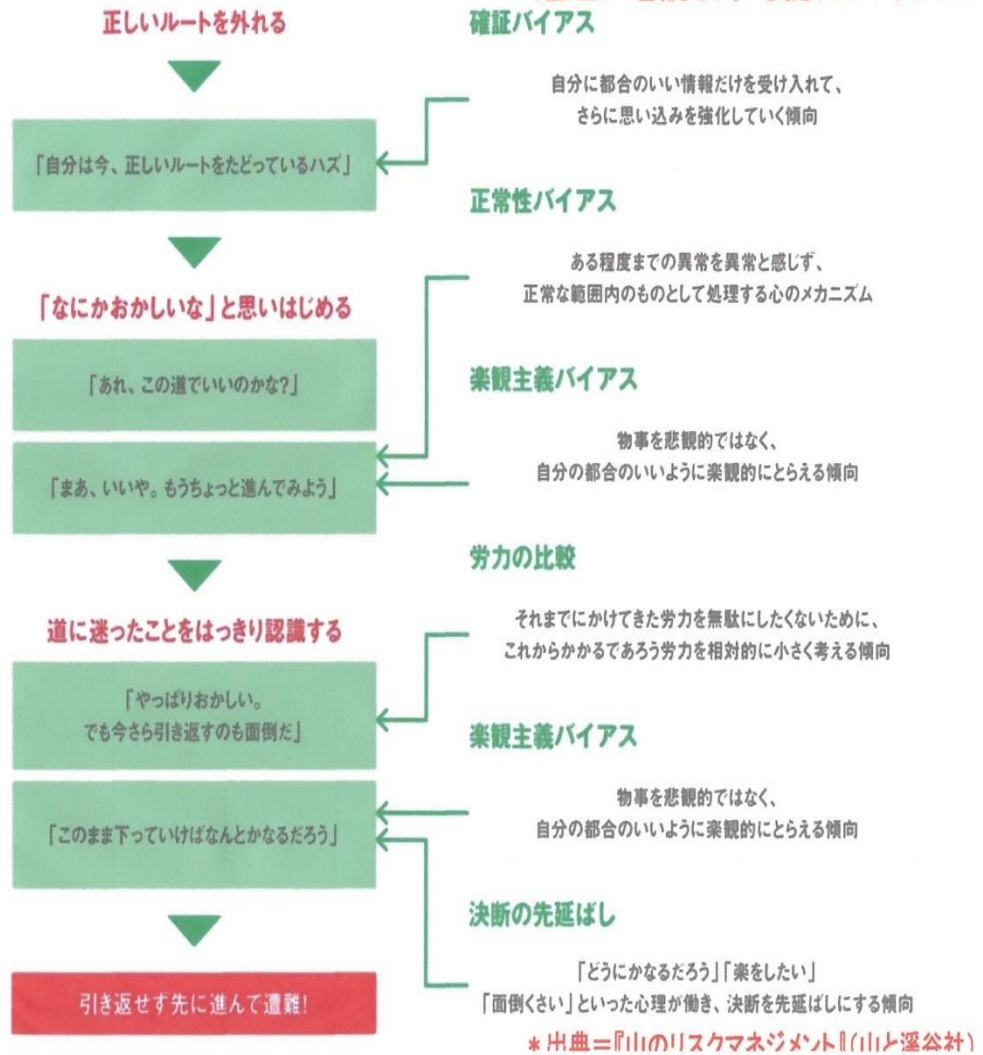 正しいルートを外れる
「自分は今、正しいルートをたどっているハズ」
「なにかおかしいな」と思いはじめる
「あれ、この道でいいのかな?」
「まあ、いいや。もうちょっと進んでみよう」
道に迷ったことをはっきり認識する
「やっぱりおかしい。
でも今さら引き返すのも面倒だ」
「このまま下っていけばなんとかなるだろう」
引き返せず先に進んで遭難!
確証バイアス
自分に都合のいい情報だけを受け入れて、
さらに思い込みを強化していく傾向
正常性バイアス
ある程度までの異常を異常と感じず、
正常な範囲内のものとして処理する心のメカニズム
楽観主義バイアス
物事を悲観的ではなく、
自分の都合のいいように楽観的にとらえる傾向
労力の比較
それまでにかけてきた労力を無駄にしたくないために、
これからかかるであろう労力を相対的に小さく考える傾向
楽観主義バイアス
物事を悲観的ではなく、
自分の都合のいいように楽観的にとらえる傾向
決断の先延ばし
「どうにかなるだろう」「楽をしたい」
「面倒くさい」といった心理が働き、決断を先延ばしにする傾向
*出典=『山のリスクマネジメント』(山と溪谷社)